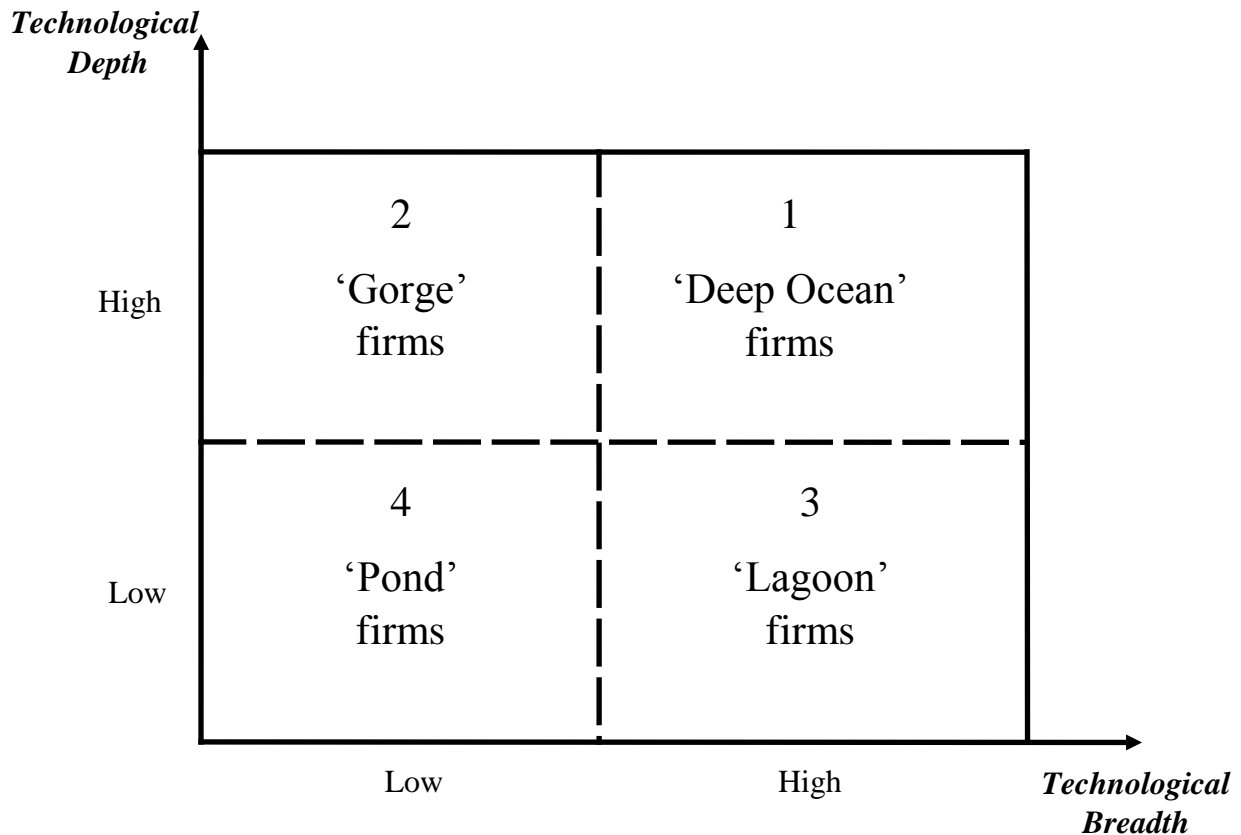 Technological
Depth
2
‘Gorge’
firms
1
‘Deep Ocean’
firms
High
4
‘Pond’
firms
3
‘Lagoon’
firms
Low
Low
High
Technological
Breadth